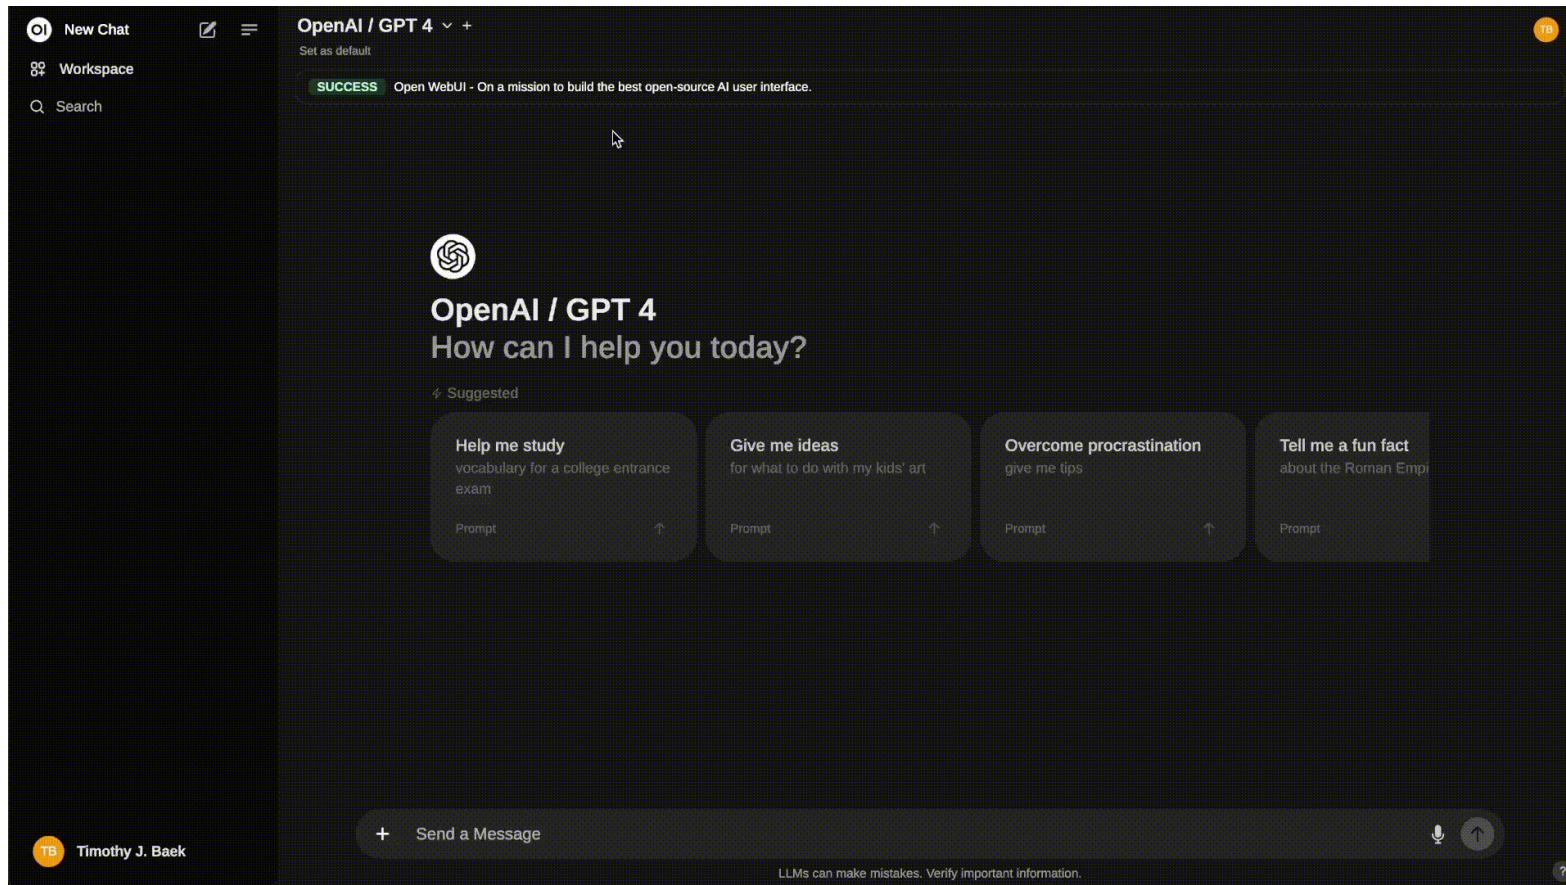 OI New Chat
Workspace
Search
OpenAI / GPT 4
Set as default
TB
SUCCESS Open WebUI - On a mission to build the best open-source AI user interface.
OpenAI / GPT 4
How can I help you today?
Suggested
Help me study
vocabulary for a college entrance
exam
Prompt
Give me ideas
for what to do with my kids' art
Prompt
Overcome procrastination
give me tips
Prompt
Tell me a fun fact
about the Roman Empi
Prompt
Send a Message
LLMs can make mistakes. Verify important information.
TB Timothy J. Baek
?